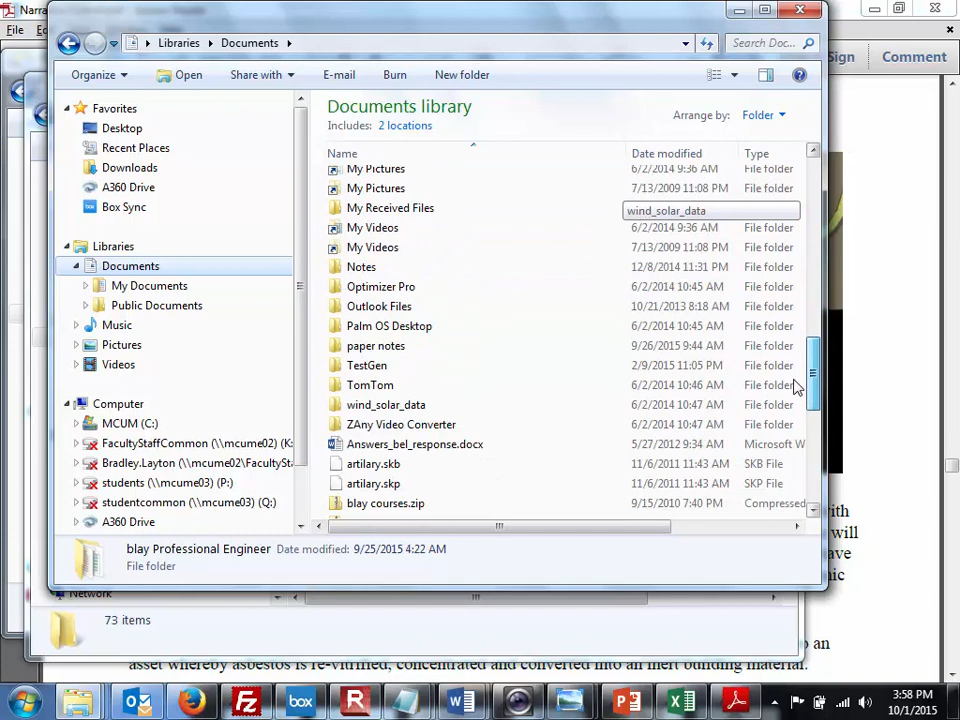 Narra
File
Sign
Comment
Libraries
Documents
Search Doc...
Organize
Open
Share with
E-mail
Burn
New folder
Favorites
Desktop
Recent Places
Downloads
A360 Drive
Box Sync
Libraries
Documents
My Documents
Public Documents
Music
Pictures
Videos
Computer
MCUM (C:)
FacultyStaffCommon (\\mcume02) (K:
Bradley.Layton (\\mcume02\FacultySta
students (\\mcume03) (P:)
studentcommon (\\mcume03) (Q:)
A360 Drive
Documents library
Includes: 2 locations
Arrange by: Folder
Name Date modified Type
My Pictures 6/2/2014 9:36 AM File folder
My Pictures 7/13/2009 11:08 PM File folder
My Received Files wind_solar_data
My Videos 6/2/2014 9:36 AM File folder
My Videos 7/13/2009 11:08 PM File folder
Notes 12/8/2014 11:31 PM File folder
Optimizer Pro 6/2/2014 10:45 AM File folder
Outlook Files 10/21/2013 8:18 AM File folder
Palm OS Desktop 6/2/2014 10:45 AM File folder
paper notes 9/26/2015 9:44 AM File folder
TestGen 2/9/2015 11:05 PM File folder
TomTom 6/2/2014 10:46 AM File folder
wind_solar_data 6/2/2014 10:47 AM File folder
ZAny Video Converter 6/2/2014 10:47 AM File folder
Answers_bel_response.docx 5/27/2012 9:34 AM Microsoft W
artilary.skb 11/6/2011 11:43 AM SKB File
artilary.skp 11/6/2011 11:43 AM SKP File
blay courses.zip 9/15/2010 7:40 PM Compressed
blay Professional Engineer Date modified: 9/25/2015 4:22 AM
File folder
Network
73 items
with
will
ave
nic
o an
asset whereby asbestos is re-vitrified, concentrated and converted into an inert building material.
box
3:58 PM
10/1/2015